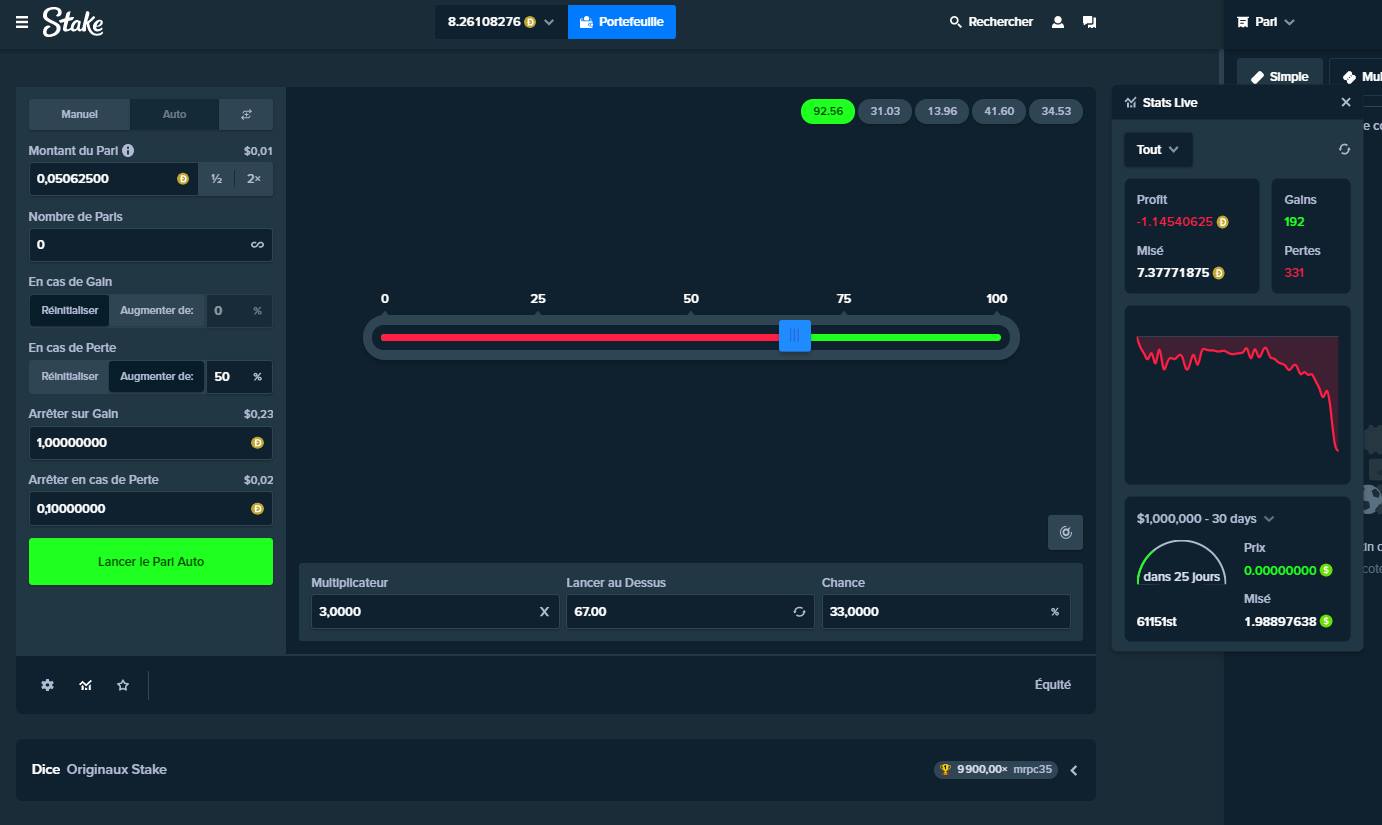 Stake
8.26108276
Portefeuille
Rechercher
Pari
Manuel
Auto
92.56
31.03
13.96
41.60
34.53
Simple
Mul
Stats Live
Tout
Montant du Pari
$0,01
0,05062500
½
2×
Nombre de Paris
0
En cas de Gain
Réinitialiser
Augmenter de:
0
%
En cas de Perte
Réinitialiser
Augmenter de:
50
%
Arrêter sur Gain
$0,23
1,00000000
Arrêter en cas de Perte
$0,02
0,10000000
Lancer le Pari Auto
0
25
50
75
100
Multiplicateur
3,0000
X
Lancer au Dessus
67.00
Chance
33,0000
%
Profit
-1.14540625
Gains
192
Misé
7.37771875
Pertes
331
$1,000,000 - 30 days
dans 25 jours
Prix
0.00000000
Misé
61151st
1.98897638
Équité
Dice Originaux Stake
9 900,00× mrpc35